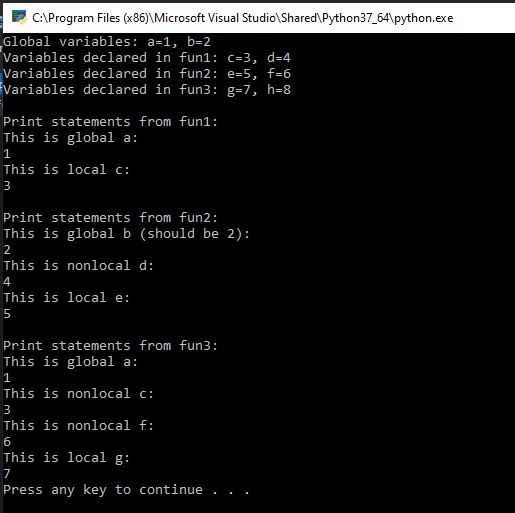 C:\Program Files (x86)\Microsoft Visual Studio\Shared\Python37_64\python.exe
Global variables: a=1, b=2
Variables declared in fun1: c=3, d=4
Variables declared in fun2: e=5, f=6
Variables declared in fun3: g=7, h=8
Print statements from fun1:
This is global a:
1
This is local c:
3
Print statements from fun2:
This is global b (should be 2):
2
This is nonlocal d:
4
This is local e:
5
Print statements from fun3:
This is global a:
1
This is nonlocal c:
3
This is nonlocal f:
6
This is local g:
7
Press any key to continue . . .